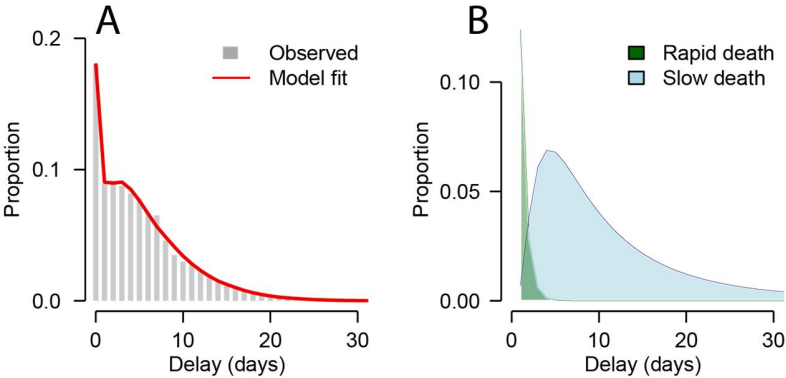 A
0.2
0.1
0.0
Proportion
0
10
20
30
Delay (days)
Observed
Model fit
B
0.10
0.05
0.00
Proportion
0
10
20
30
Delay (days)
Rapid death
Slow death